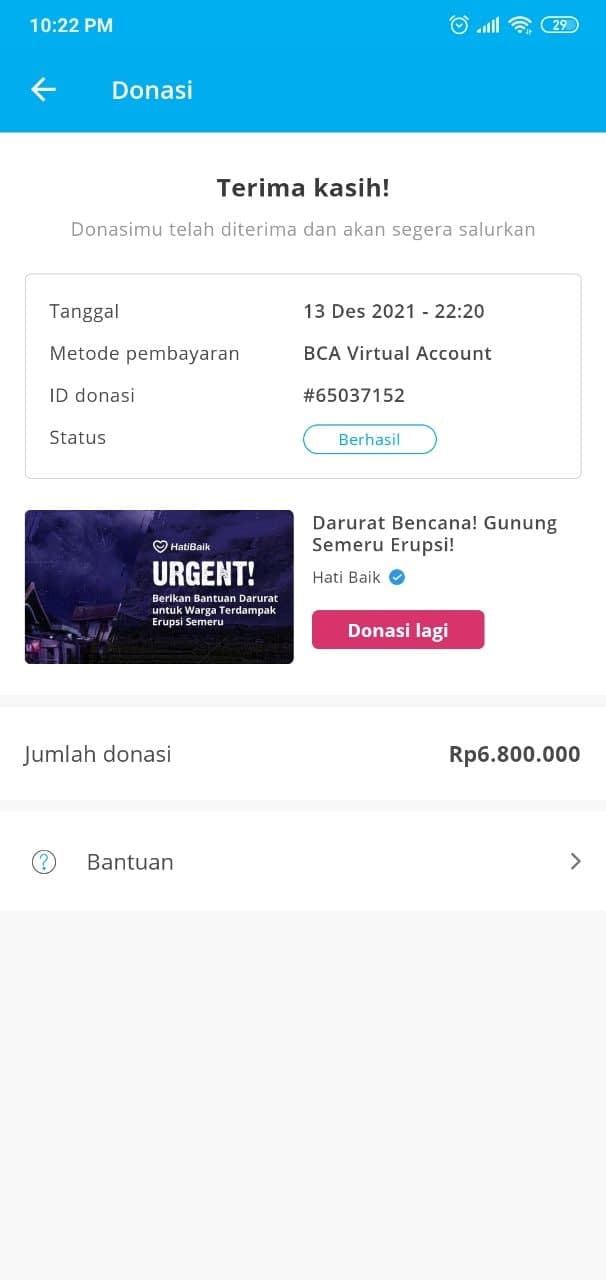 10:22 PM
29
Donasi
Terima kasih!
Donasimu telah diterima dan akan segera salurkan
Tanggal 13 Des 2021 - 22:20
Metode pembayaran BCA Virtual Account
ID donasi #65037152
Status Berhasil
HatiBaik
URGENT!
Berikan Bantuan Darurat
untuk Warga Terdampak
Erupsi Semeru
Darurat Bencana! Gunung
Semeru Erupsi!
Hati Baik
Donasi lagi
Jumlah donasi Rp6.800.000
? Bantuan